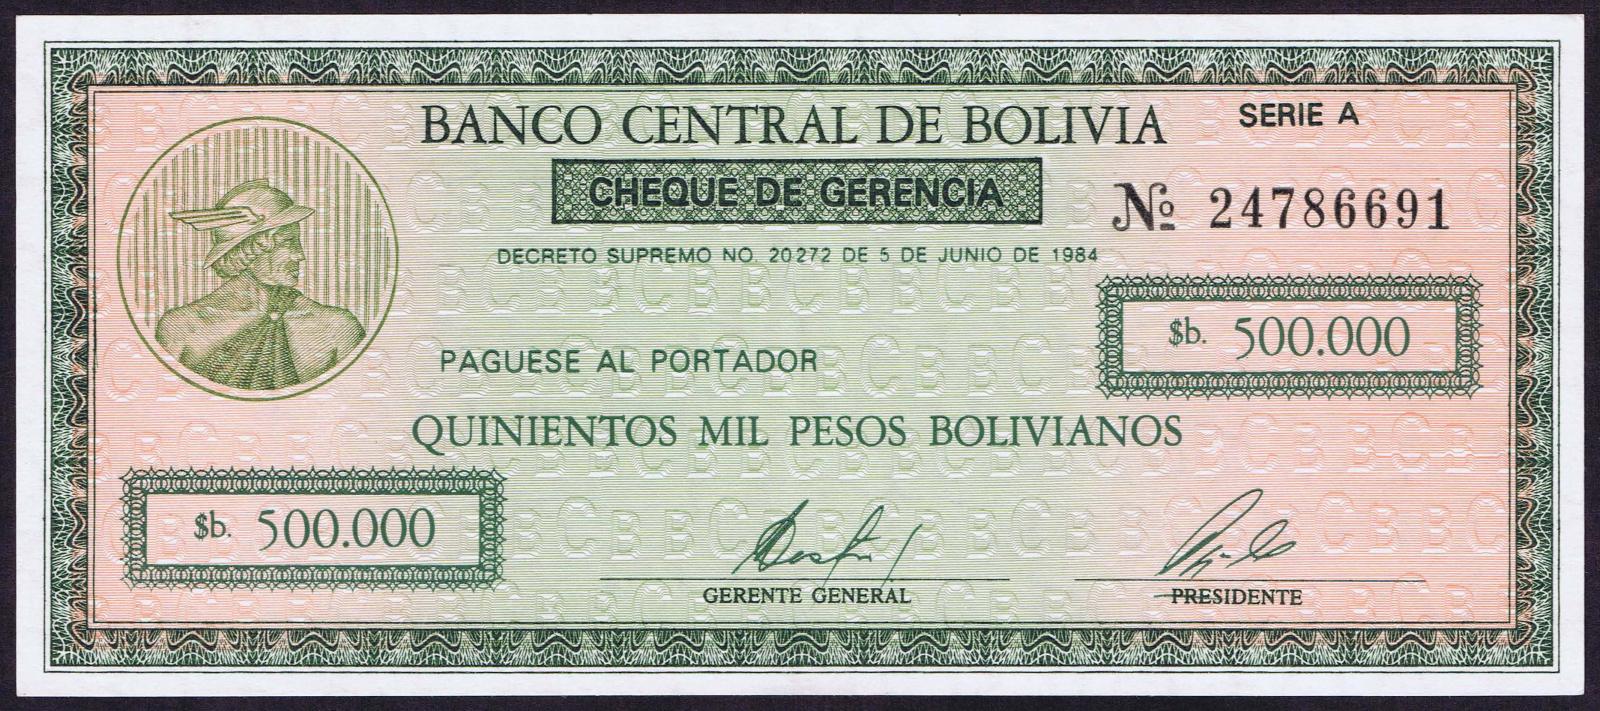 BANCO CENTRAL DE BOLIVIA
SERIE A
CHEQUE DE GERENCIA
Nº 24786691
DECRETO SUPREMO NO. 20272 DE 5 DE JUNIO DE 1984
$b. 500.000
PAGUESE AL PORTADOR
QUINIENTOS MIL PESOS BOLIVIANOS
$b. 500.000
GERENTE GENERAL
PRESIDENTE